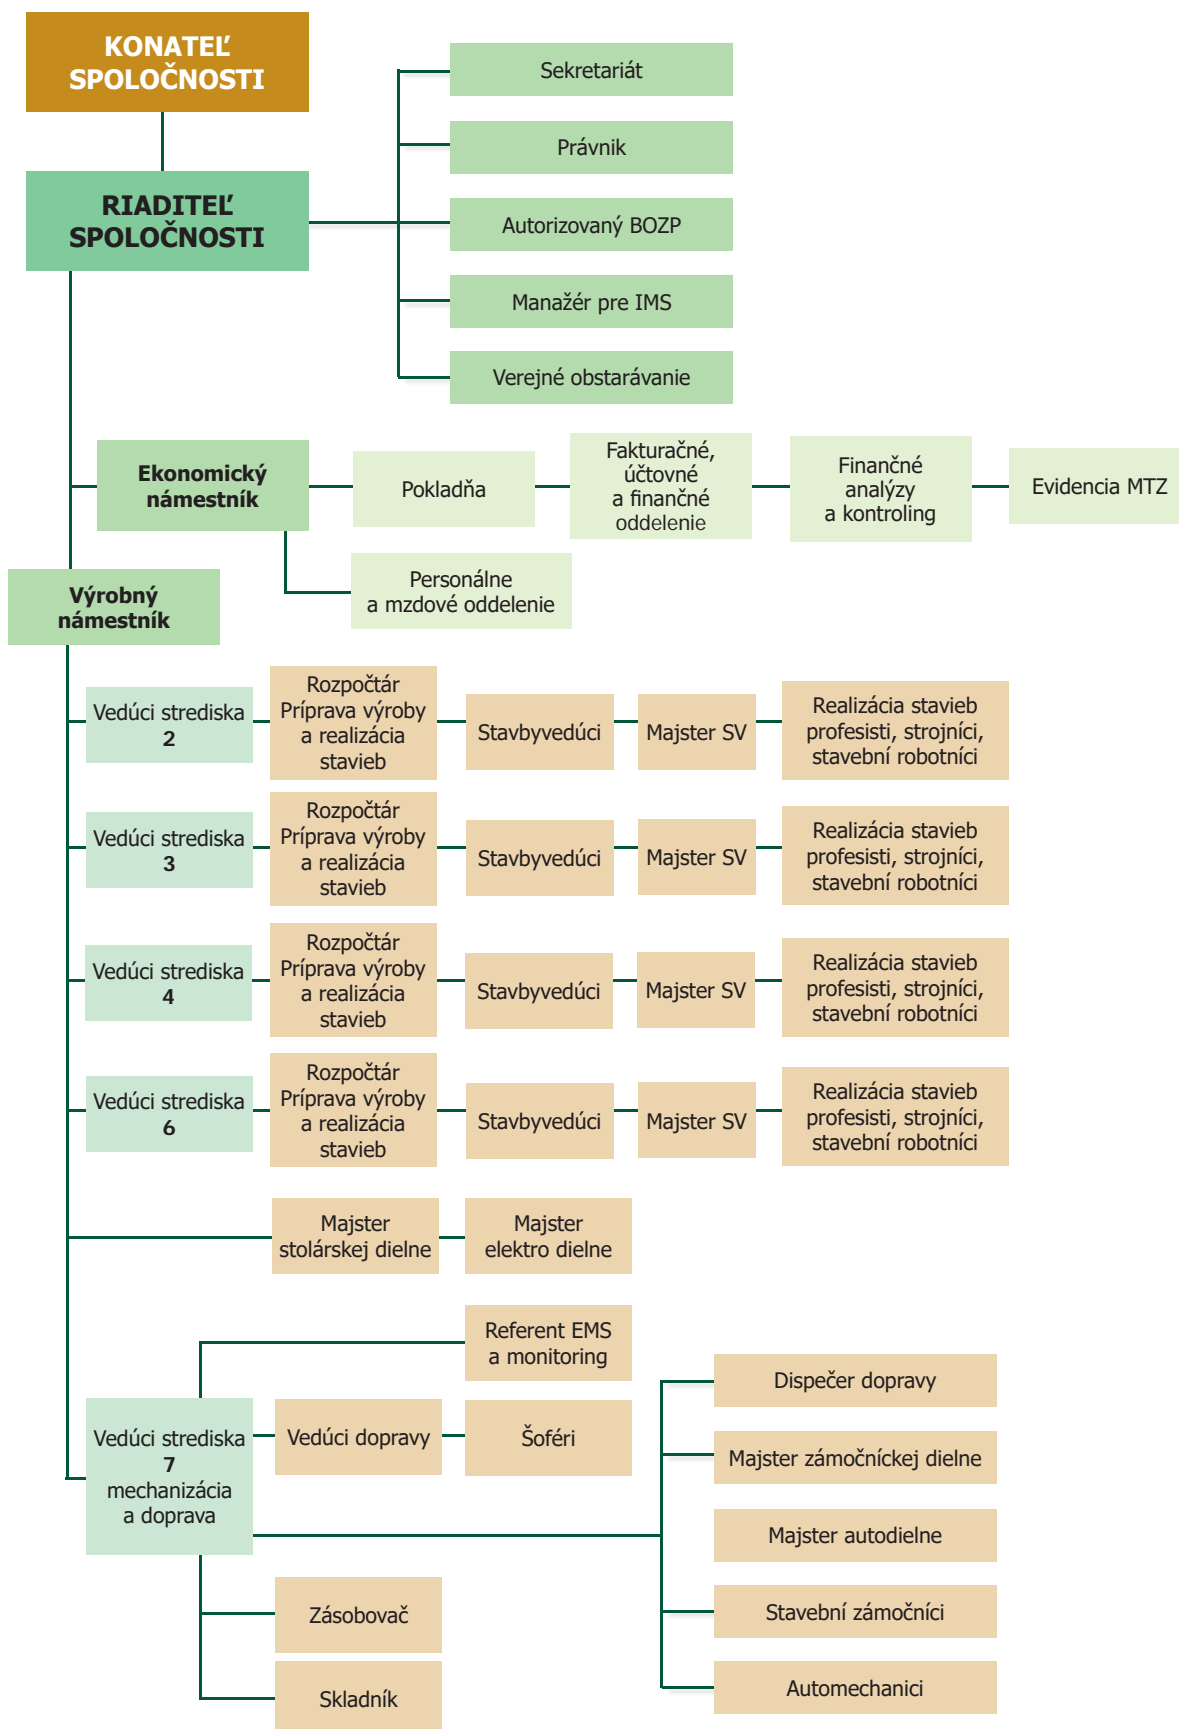 KONATEĽ
SPOLOČNOSTI
RIADITEĽ
SPOLOČNOSTI
Sekretariát
Právnik
Autorizovaný BOZP
Manažér pre IMS
Verejné obstarávanie
Ekonomický
námestník
Pokladňa
Fakturačné,
účtovné
a finančné
oddelenie
Finančné
analýzy
a kontroling
Evidencia MTZ
Personálne
a mzdové oddelenie
Výrobný
námestník
Vedúci strediska
2
Rozpočtár
Príprava výroby
a realizácia
stavieb
Stavbyvedúci
Majster SV
Realizácia stavieb
profesisti, strojníci,
stavební robotníci
Vedúci strediska
3
Rozpočtár
Príprava výroby
a realizácia
stavieb
Stavbyvedúci
Majster SV
Realizácia stavieb
profesisti, strojníci,
stavební robotníci
Vedúci strediska
4
Rozpočtár
Príprava výroby
a realizácia
stavieb
Stavbyvedúci
Majster SV
Realizácia stavieb
profesisti, strojníci,
stavební robotníci
Vedúci strediska
6
Rozpočtár
Príprava výroby
a realizácia
stavieb
Stavbyvedúci
Majster SV
Realizácia stavieb
profesisti, strojníci,
stavební robotníci
Majster
stolárskej dielne
Majster
elektro dielne
Referent EMS
a monitoring
Vedúci strediska
7
mechanizácia
a doprava
Vedúci dopravy
Šoféri
Dispečer dopravy
Majster zámočníckej dielne
Majster autodielne
Stavební zámočníci
Automechanici
Zásobovač
Skladník